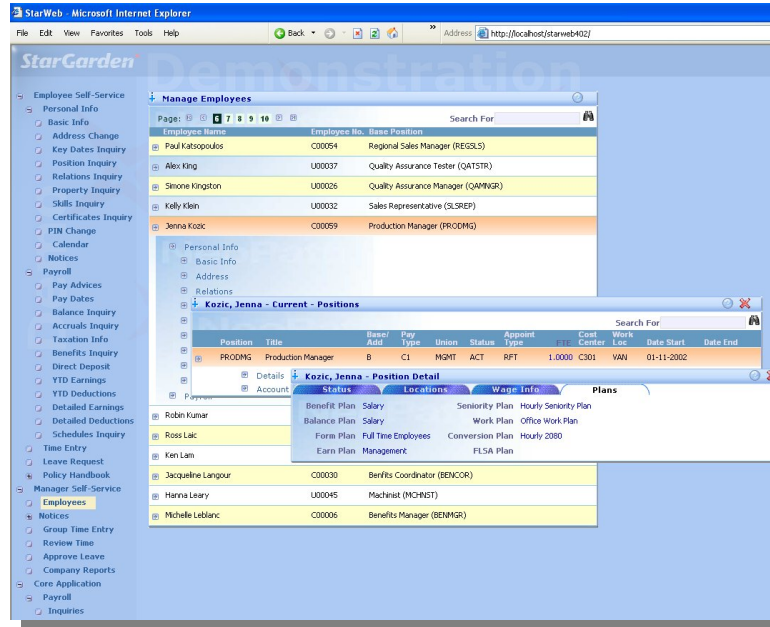 StarWeb - Microsoft Internet Explorer
File Edit View Favorites Tools Help Back Address http://localhost/starweb402/
StarGarden
Demonstration
Employee Self-Service
Personal Info
Basic Info
Address Change
Key Dates Inquiry
Position Inquiry
Relations Inquiry
Property Inquiry
Skills Inquiry
Certificates Inquiry
PIN Change
Calendar
Notices
Payroll
Pay Advices
Pay Dates
Balance Inquiry
Accruals Inquiry
Taxation Info
Benefits Inquiry
Direct Deposit
YTD Earnings
YTD Deductions
Detailed Earnings
Detailed Deductions
Schedules Inquiry
Time Entry
Leave Request
Policy Handbook
Manager Self-Service
Employees
Notices
Group Time Entry
Review Time
Approve Leave
Company Reports
Core Application
Payroll
Inquiries
Manage Employees
Page: 6 7 8 9 10 Search For
Employee Name Employee No. Base Position
Paul Katsopoulos C00054 Regional Sales Manager (REGSLS)
Alex King U00037 Quality Assurance Tester (QATSTR)
Simone Kingston U00026 Quality Assurance Manager (QAMNGR)
Kelly Klein U00032 Sales Representative (SLSREP)
Jenna Kozic C00059 Production Manager (PRODMG)
Personal Info
Basic Info
Address
Relations
Kozic, Jenna - Current - Positions
Search For
Position Title Base/Add Pay Type Union Status Appoint Type FTE Cost Center Work Loc Date Start Date End
PRODMG Production Manager B C1 MGMT ACT RFT 1.0000 C301 VAN 01-11-2002
Details
Account
Kozic, Jenna - Position Detail
Status Locations Wage Info Plans
Benefit Plan Salary Seniority Plan Hourly Seniority Plan
Balance Plan Salary Work Plan Office Work Plan
Form Plan Full Time Employees Conversion Plan Hourly 2080
Earn Plan Management FLSA Plan
Robin Kumar
Ross Laic
Ken Lam
Jacqueline Langour C00030 Benfits Coordinator (BENCOR)
Hanna Leary U00045 Machinist (MCHNST)
Michelle Leblanc C00006 Benefits Manager (BENMGR)